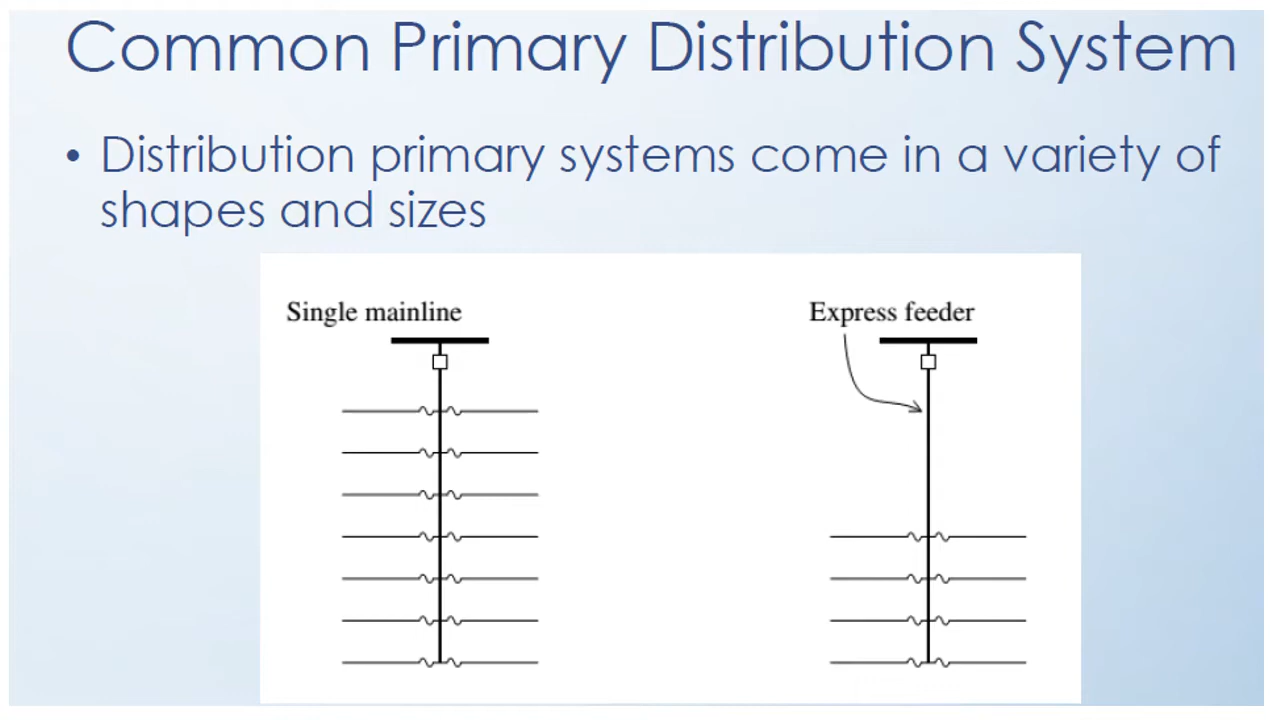 Common Primary Distribution System
• Distribution primary systems come in a variety of
shapes and sizes
Single mainline
Express feeder